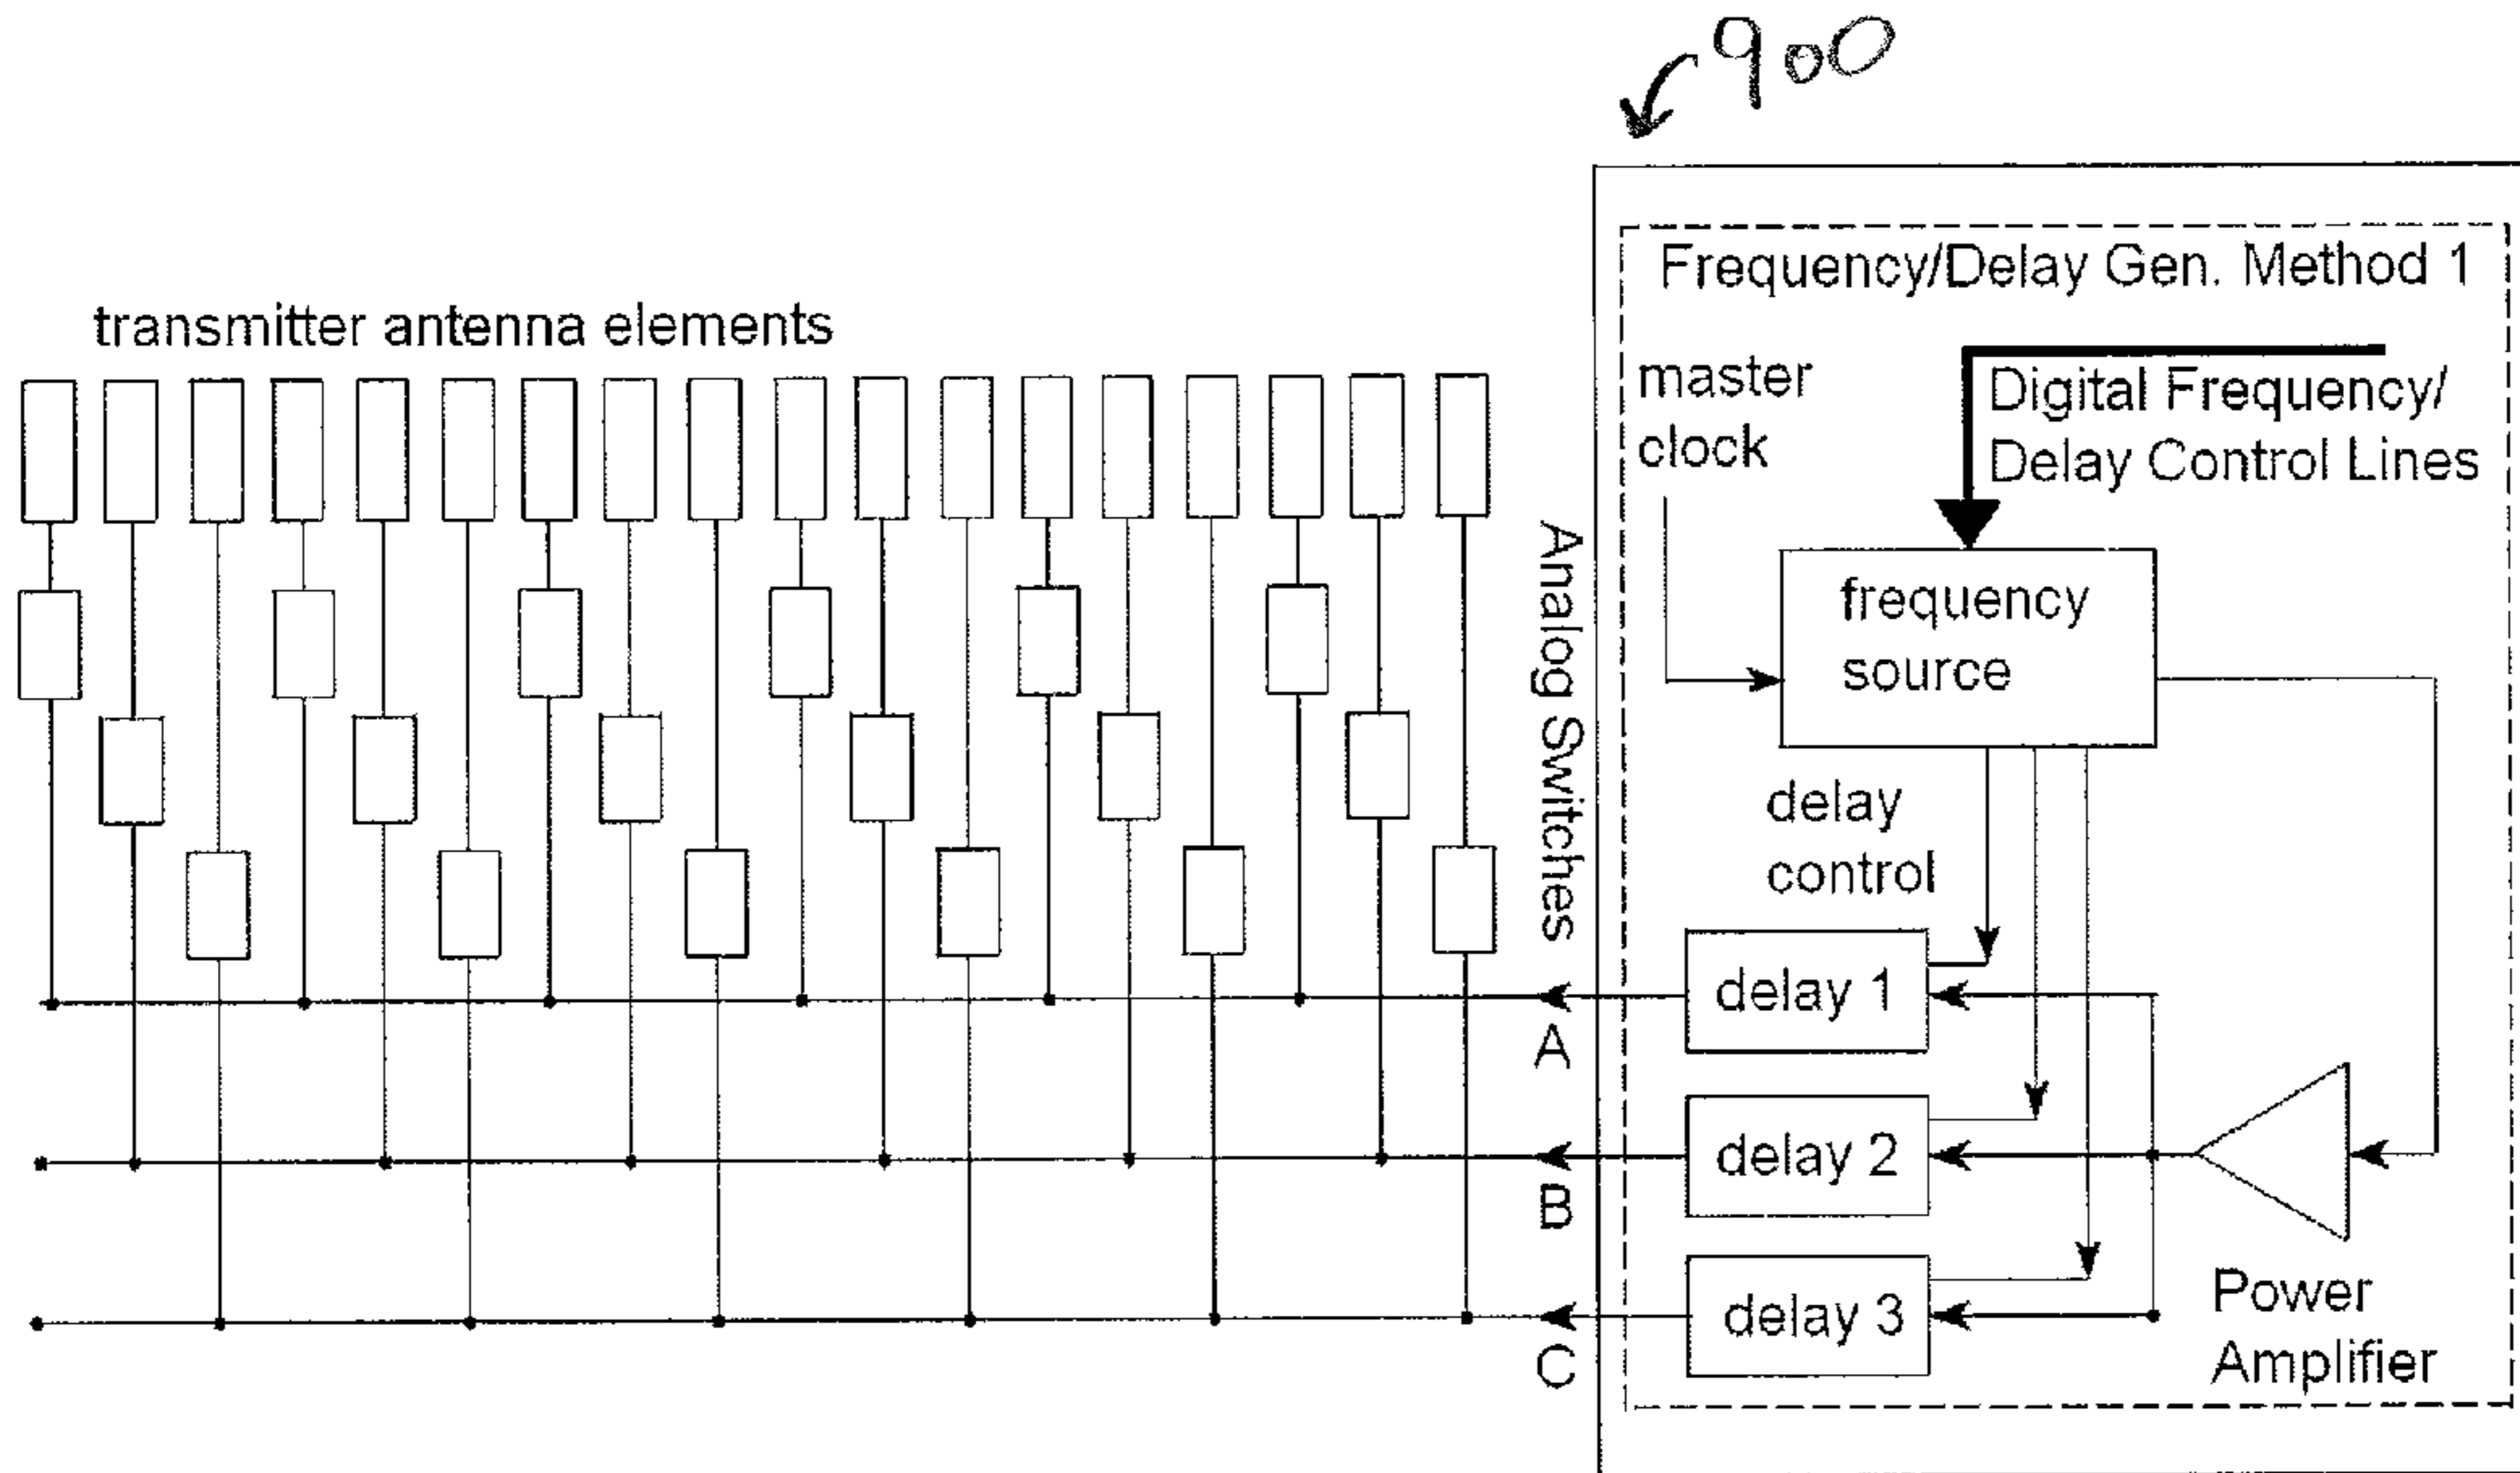 900
Frequency/Delay Gen. Method 1
transmitter antenna elements
master
clock
Digital Frequency/
Delay Control Lines
frequency
source
Analog Switches
delay
control
delay 1
A
delay 2
B
delay 3
C
Power
Amplifier